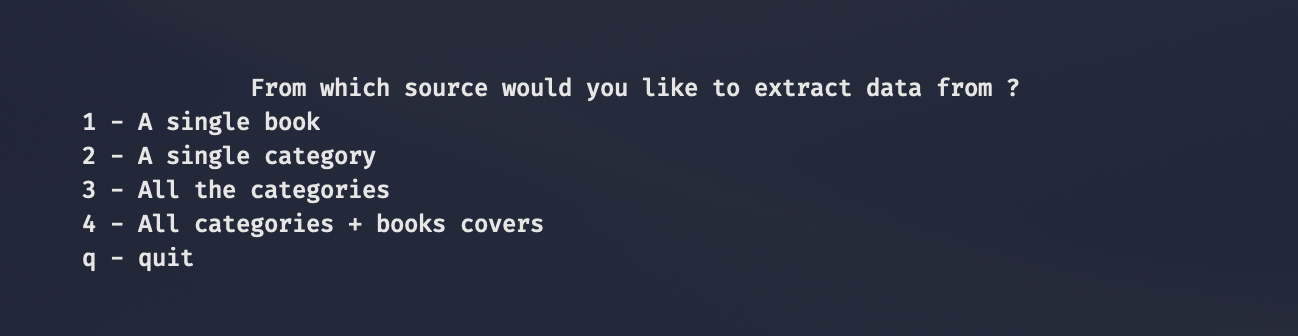 From which source would you like to extract data from ?
1 - A single book
2 - A single category
3 - All the categories
4 - All categories + books covers
q - quit